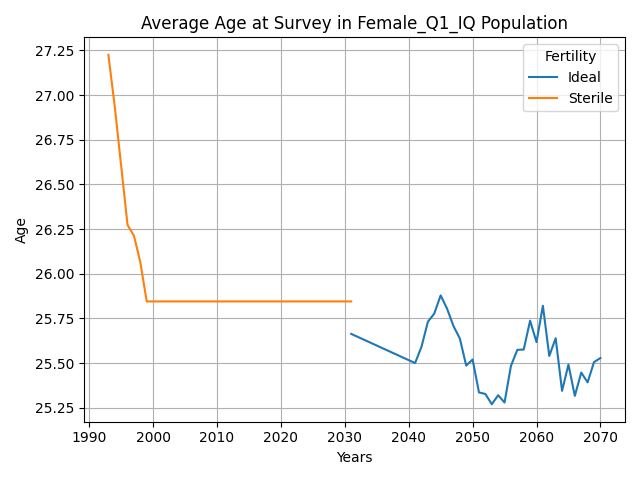 Average Age at Survey in Female_Q1_IQ Population
Fertility
Ideal
Sterile
27.25
27.00
26.75
26.50
26.25
26.00
25.75
25.50
25.25
Age
1990 2000 2010 2020 2030 2040 2050 2060 2070
Years